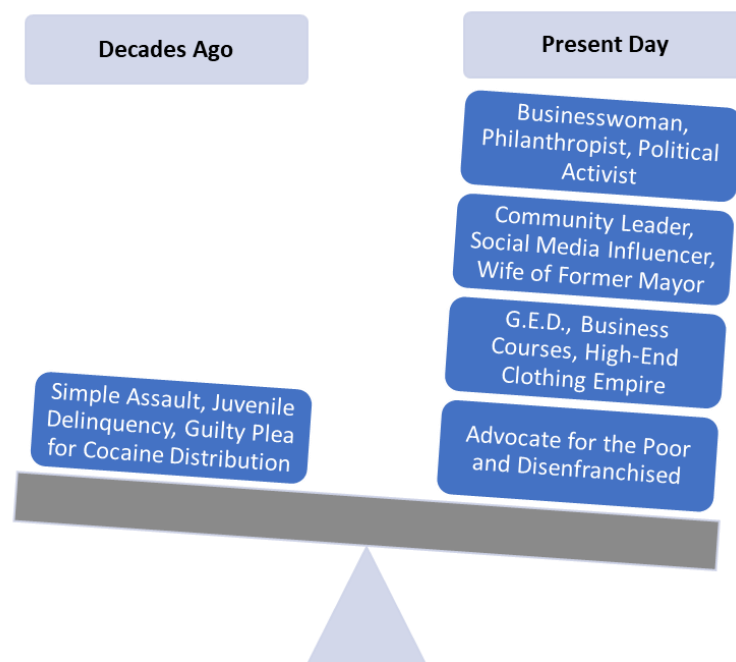 Decades Ago
Present Day
Businesswoman,
Philanthropist, Political
Activist
Community Leader,
Social Media Influencer,
Wife of Former Mayor
G.E.D., Business
Courses, High-End
Clothing Empire
Simple Assault, Juvenile
Delinquency, Guilty Plea
for Cocaine Distribution
Advocate for the Poor
and Disenfranchised